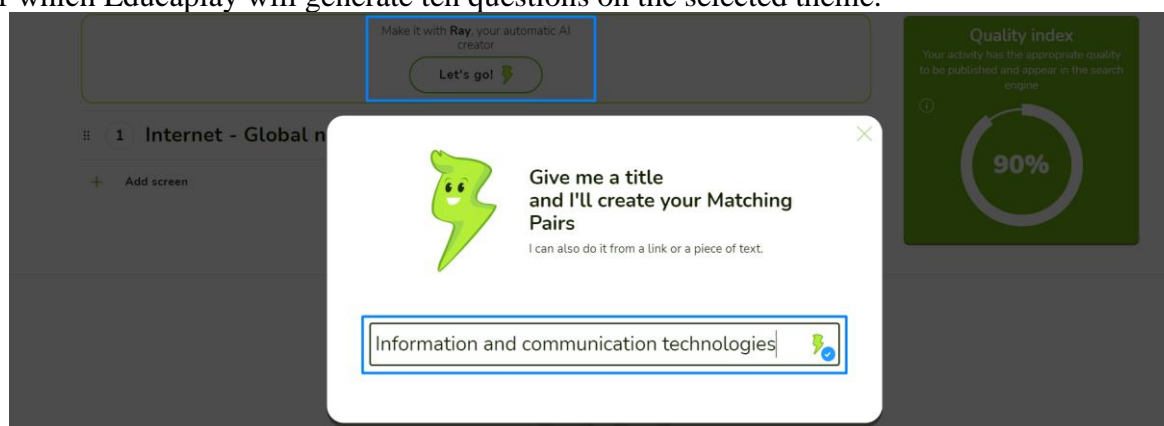 r which Educaplay will generate ten questions on the selected theme.
Make it with Ray, your automatic AI
creator
Let's go!
Quality index
Your activity has the appropriate quality
to be published and appear in the search
engine
90%
1 Internet - Global n
+ Add screen
Give me a title
and I'll create your Matching
Pairs
I can also do it from a link or a piece of text.
Information and communication technologies